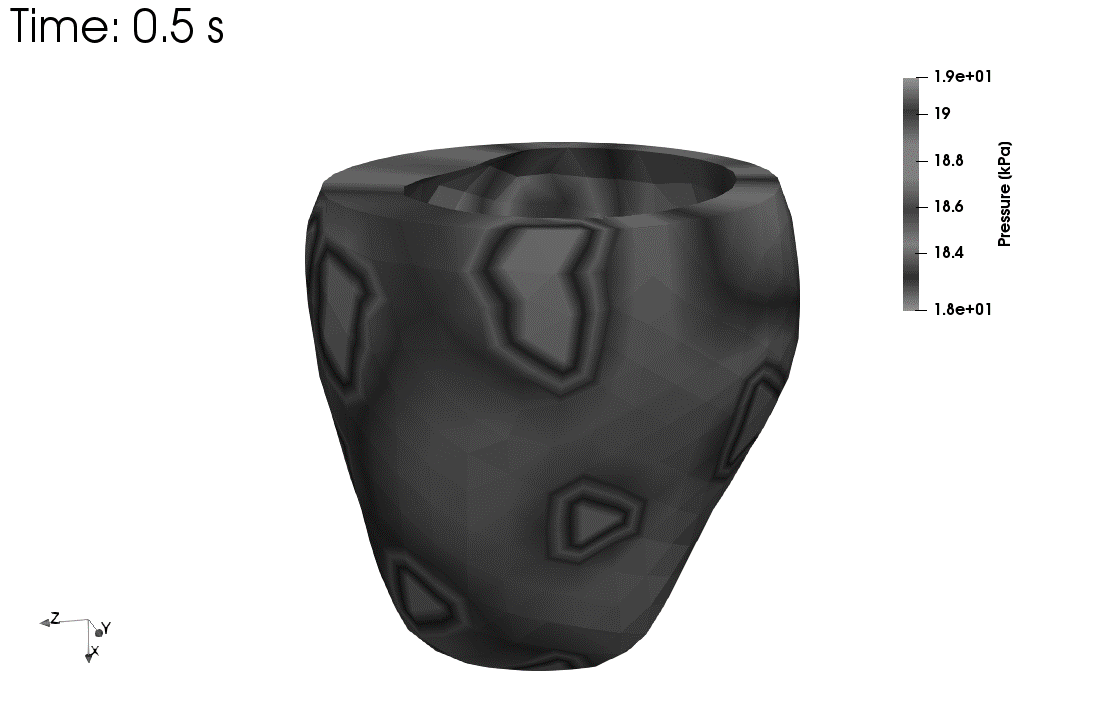 Time: 0.5 s
1.9e+01
19
18.8
18.6
18.4
1.8e+01
Pressure (kPa)
Z
Y
X